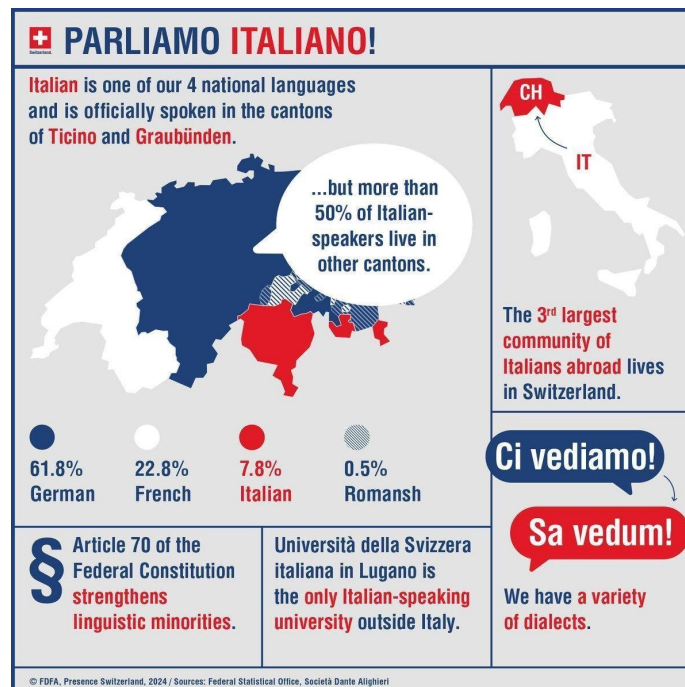 Switzerland.
PARLIAMO ITALIANO!
Italian is one of our 4 national languages
and is officially spoken in the cantons
of Ticino and Graubünden.
...but more than
50% of Italian-
speakers live in
other cantons.
61.8%
German
22.8%
French
7.8%
Italian
0.5%
Romansh
CH
IT
The 3rd largest
community of
Italians abroad lives
in Switzerland.
Ci vediamo!
Sa vedum!
We have a variety
of dialects.
§
Article 70 of the
Federal Constitution
strengthens
linguistic minorities.
Università della Svizzera
italiana in Lugano is
the only Italian-speaking
university outside Italy.
© FDFA, Presence Switzerland, 2024 / Sources: Federal Statistical Office, Società Dante Alighieri